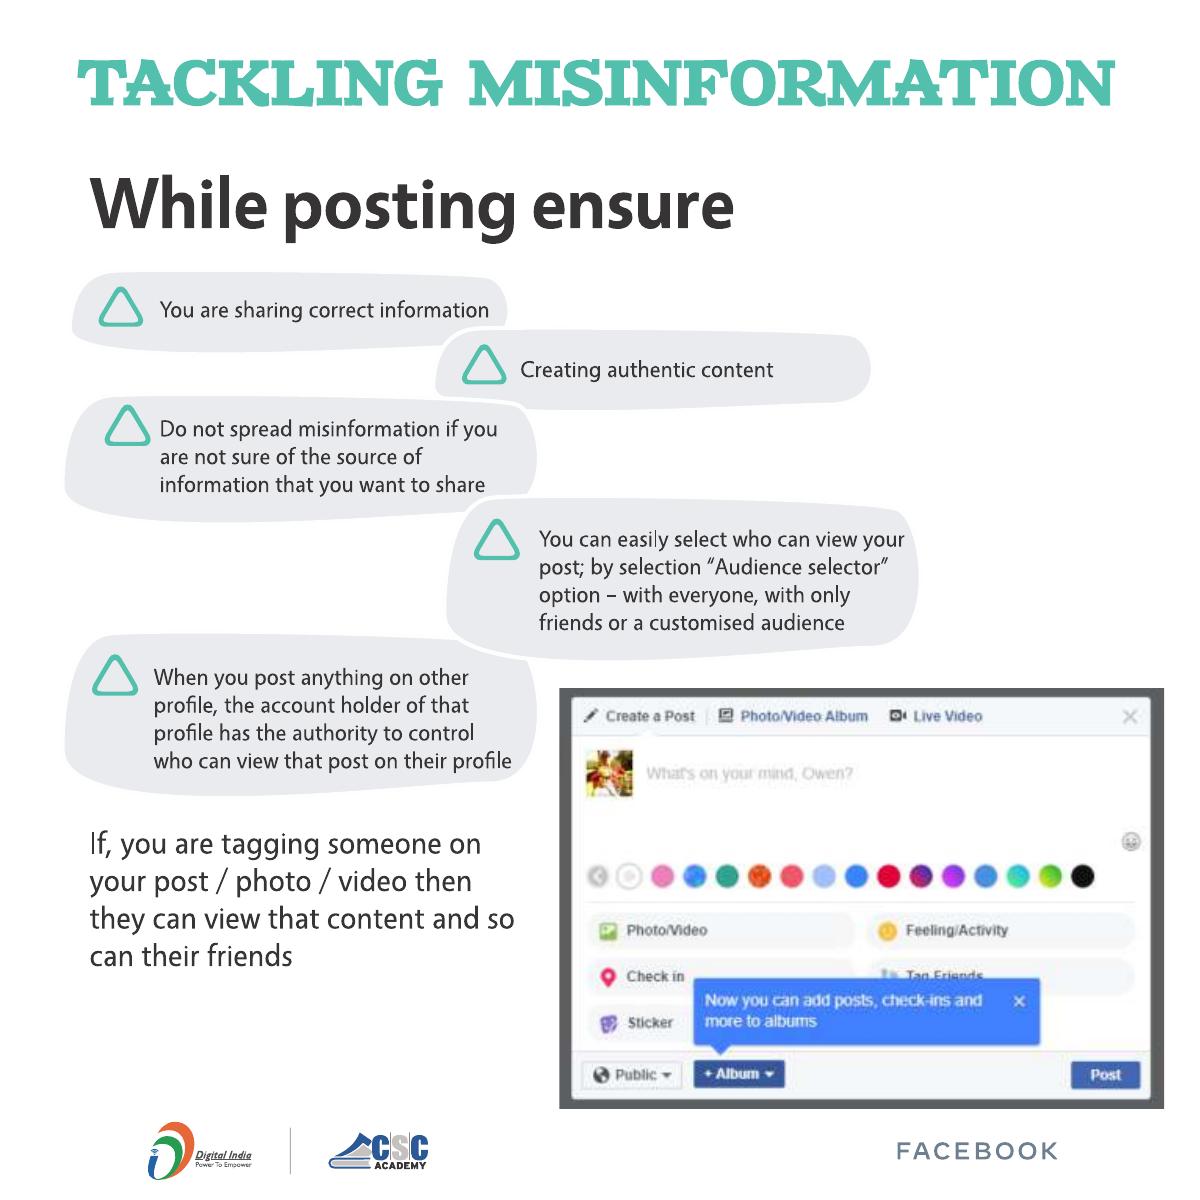 TACKLING MISINFORMATION
While posting ensure
You are sharing correct information
Creating authentic content
Do not spread misinformation if you
are not sure of the source of
information that you want to share
You can easily select who can view your
post; by selection “Audience selector”
option – with everyone, with only
friends or a customised audience
When you post anything on other
profile, the account holder of that
profile has the authority to control
who can view that post on their profile
If, you are tagging someone on
your post / photo / video then
they can view that content and so
can their friends
Create a Post Photo/Video Album Live Video
What's on your mind, Owen?
Photo/Video Feeling/Activity
Check in Tag Friends
Now you can add posts, check-ins and
more to albums
Sticker
Public + Album Post
Digital India
Power To Empower
CSC
ACADEMY
FACEBOOK